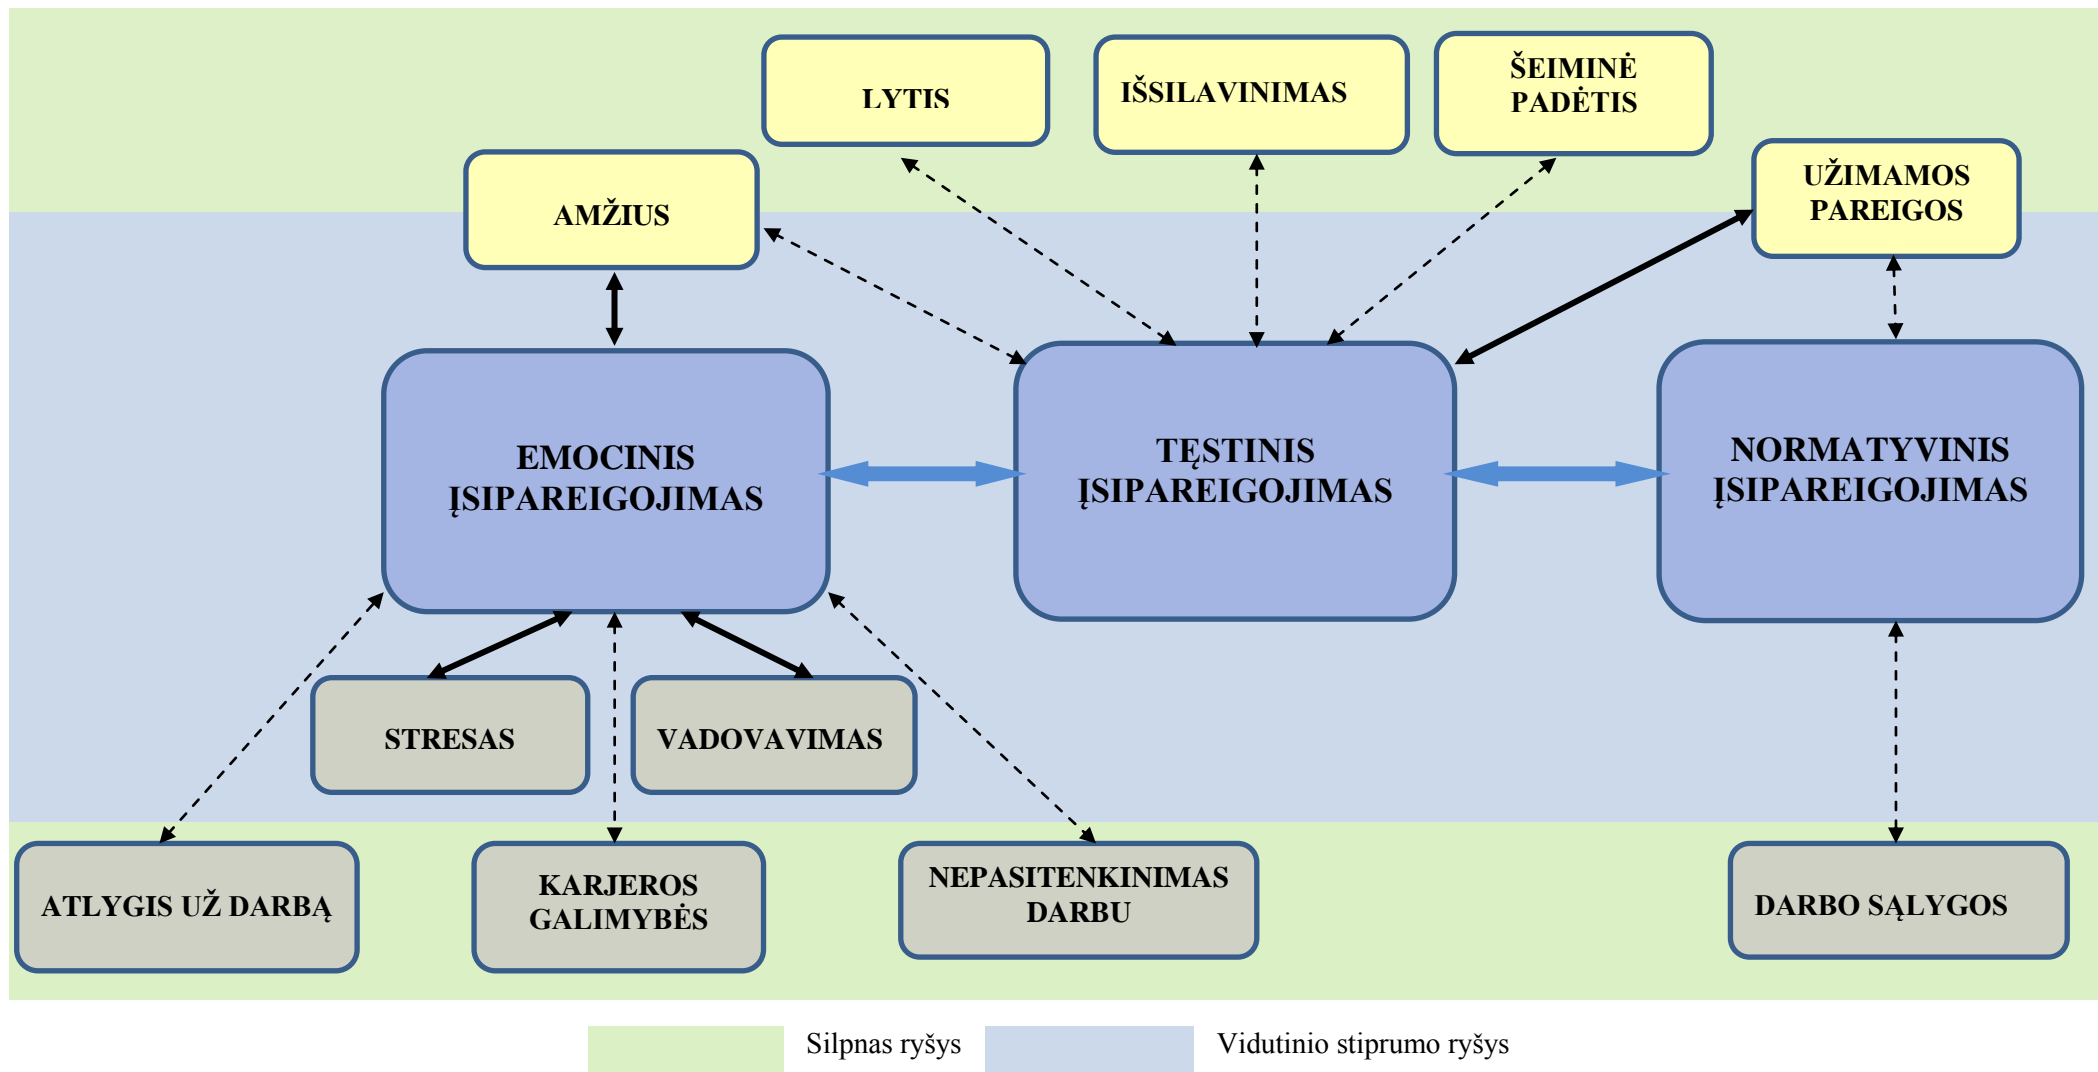 LYTIS
IŠSILAVINIMAS
ŠEIMINĖ
PADĖTIS
AMŽIUS
UŽIMAMOS
PAREIGOS
EMOCINIS
ĮSIPAREIGOJIMAS
TĘSTINIS
ĮSIPAREIGOJIMAS
NORMATYVINIS
ĮSIPAREIGOJIMAS
STRESAS
VADOVAVIMAS
ATLYGIS UŽ DARBĄ
KARJEROS
GALIMYBĖS
NEPASITENKINIMAS
DARBU
DARBO SĄLYGOS
Silpnas ryšys
Vidutinio stiprumo ryšys